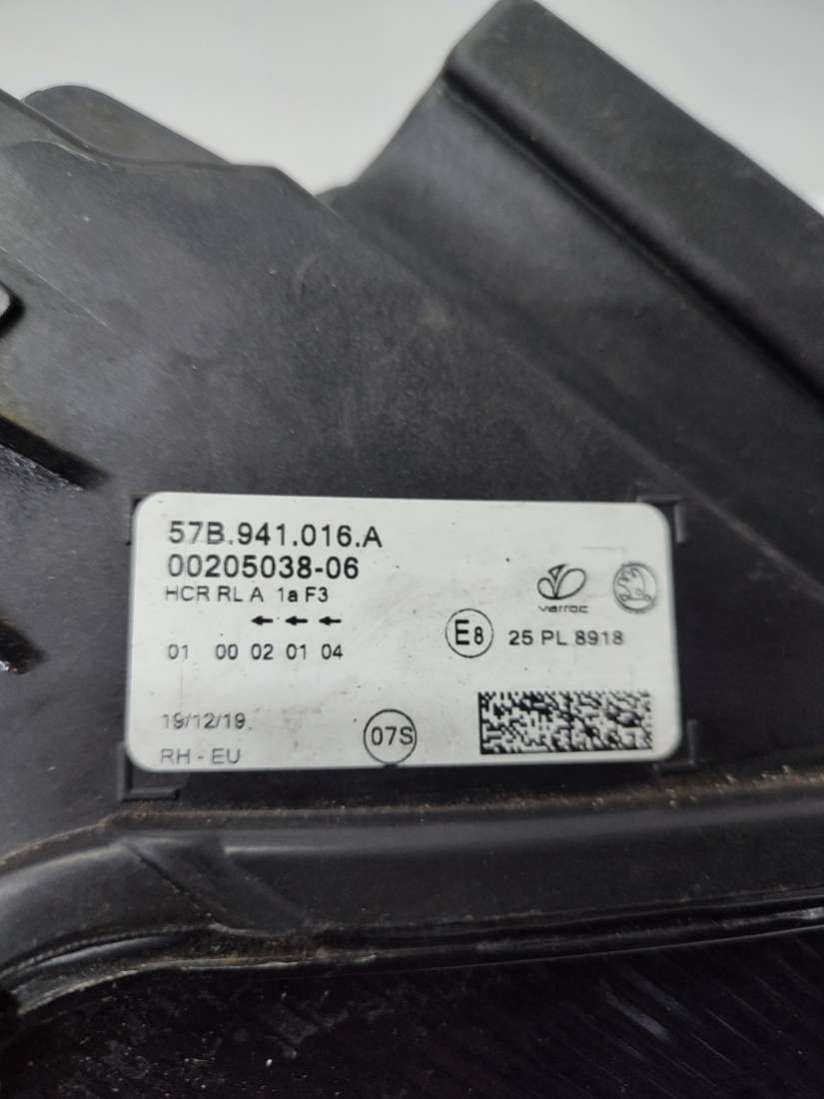 57B.941.016.A
00205038-06
HCR RL A 1a F3
varroc
E8 25 PL 8918
← ← ←
01 00 02 01 04
19/12/19
07S
RH - EU